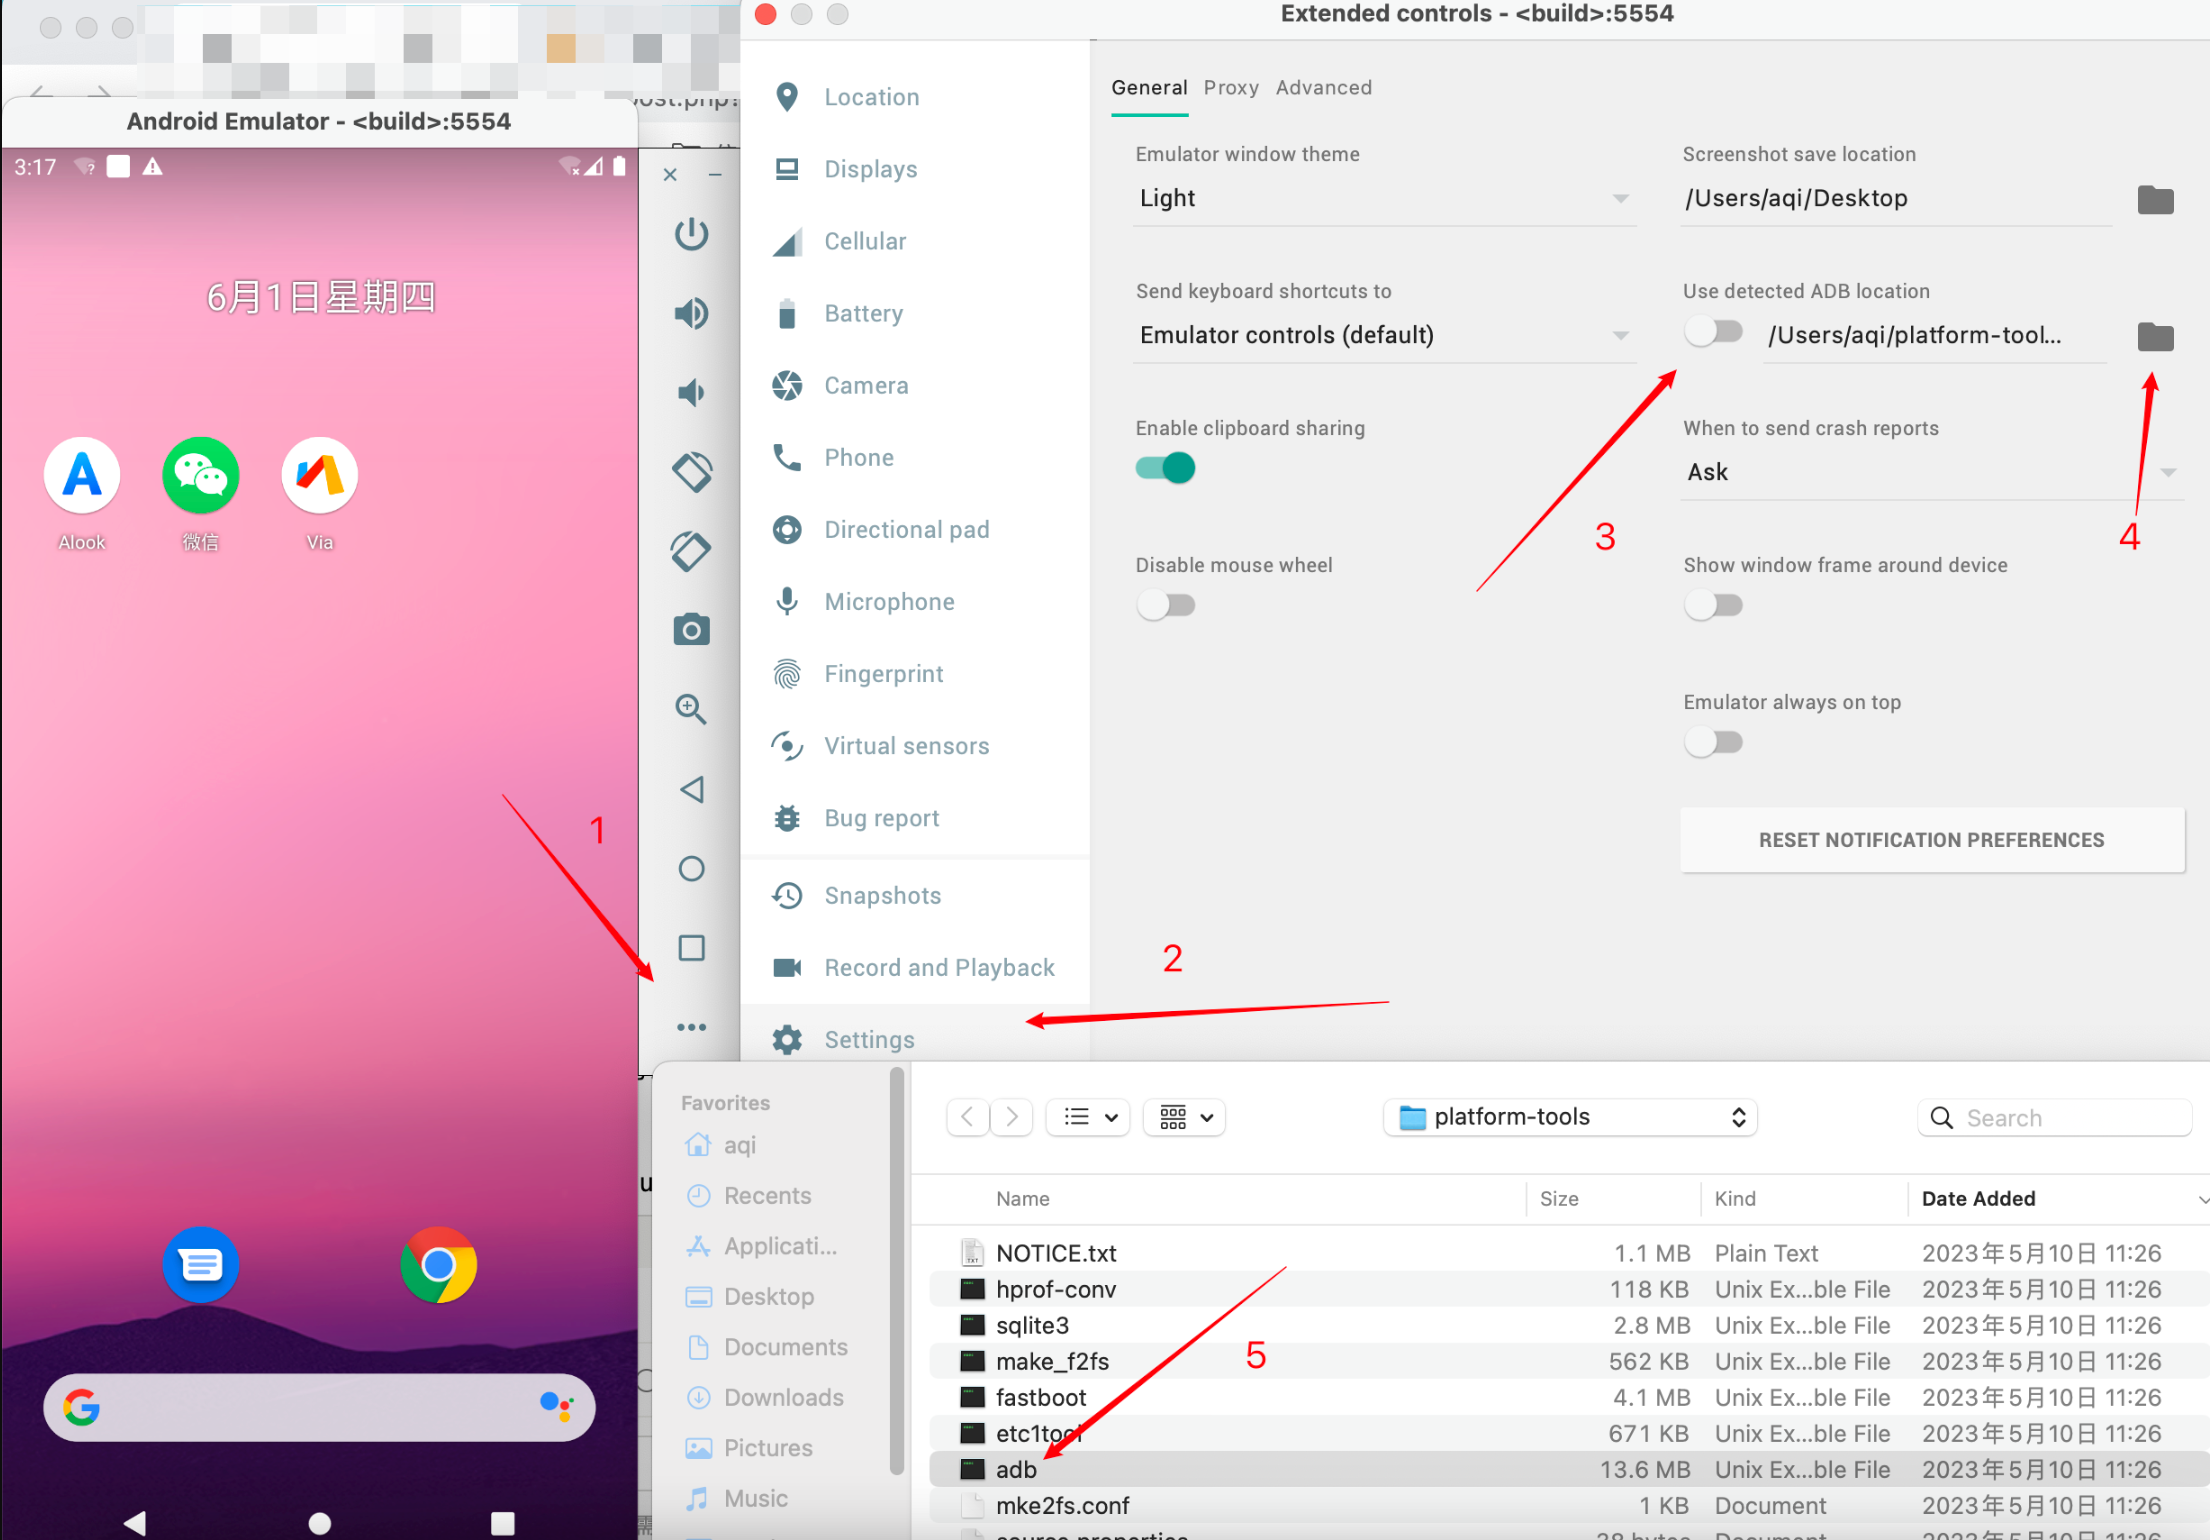 Android Emulator - <build>:5554
3:17
6月1日星期四
Alook
微信
Via
1
Extended controls - <build>:5554
Location
Displays
Cellular
Battery
Camera
Phone
Directional pad
Microphone
Fingerprint
Virtual sensors
Bug report
Snapshots
Record and Playback
Settings
2
General Proxy Advanced
Emulator window theme
Light
Send keyboard shortcuts to
Emulator controls (default)
Enable clipboard sharing
Disable mouse wheel
Screenshot save location
/Users/aqi/Desktop
Use detected ADB location
/Users/aqi/platform-tool...
When to send crash reports
Ask
3
4
Show window frame around device
Emulator always on top
RESET NOTIFICATION PREFERENCES
Favorites
aqi
Recents
Applicati...
Desktop
Documents
Downloads
Pictures
Music
platform-tools
Search
Name Size Kind Date Added
NOTICE.txt 1.1 MB Plain Text 2023年5月10日 11:26
hprof-conv 118 KB Unix Ex...ble File 2023年5月10日 11:26
sqlite3 2.8 MB Unix Ex...ble File 2023年5月10日 11:26
make_f2fs 562 KB Unix Ex...ble File 2023年5月10日 11:26
5
fastboot 4.1 MB Unix Ex...ble File 2023年5月10日 11:26
etc1tool 671 KB Unix Ex...ble File 2023年5月10日 11:26
adb 13.6 MB Unix Ex...ble File 2023年5月10日 11:26
mke2fs.conf 1 KB Document 2023年5月10日 11:26